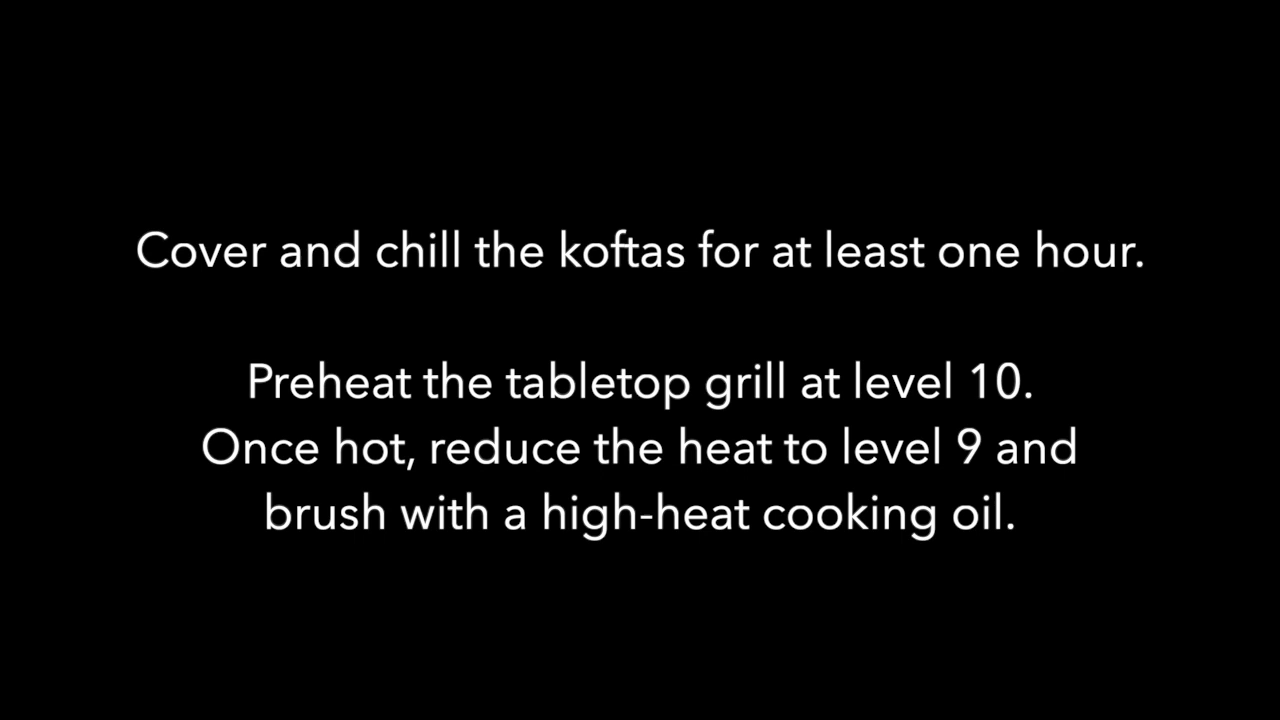 Cover and chill the koftas for at least one hour.
Preheat the tabletop grill at level 10.
Once hot, reduce the heat to level 9 and
brush with a high-heat cooking oil.